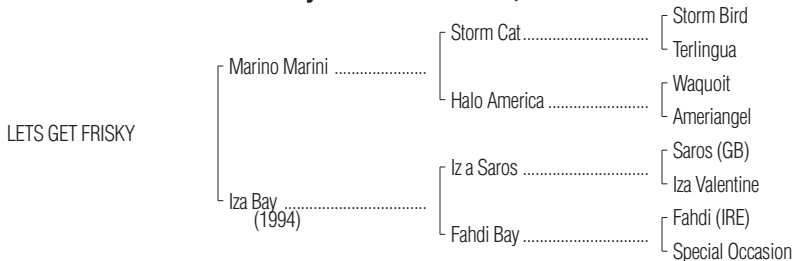 Storm Bird
Storm Cat..............................
Terlingua
Marino Marini ......................
Waquoit
Halo America ........................
Ameriangel
LETS GET FRISKY
Saros (GB)
Iz a Saros ..............................
Iza Valentine
Iza Bay ..................................
(1994)
Fahdi (IRE)
Fahdi Bay ..............................
Special Occasion